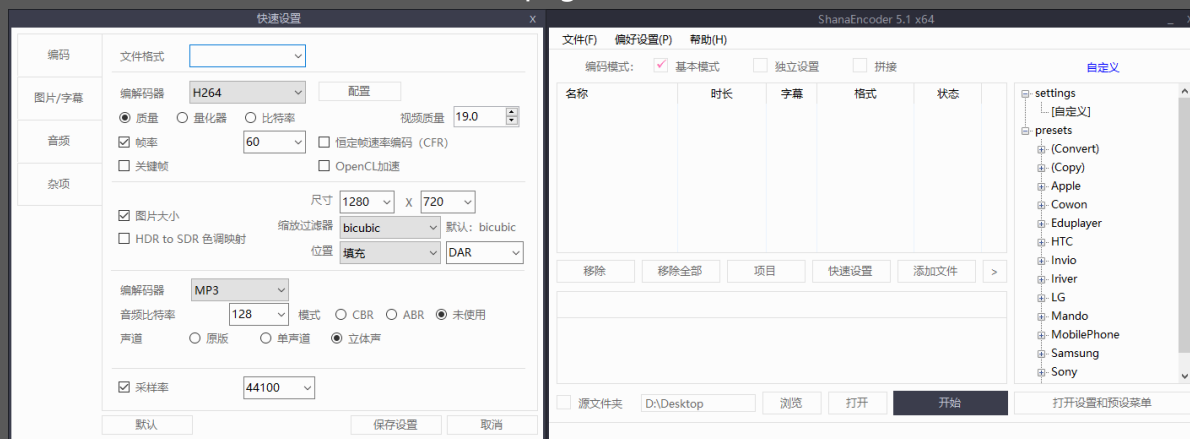 快速设置
x
编码
图片/字幕
音频
杂项
文件格式
编解码器 H264 配置
质量 量化器 比特率 视频质量 19.0
帧率 60 恒定帧速率编码（CFR）
关键帧 OpenCL加速
尺寸 1280 X 720
图片大小
缩放过滤器 bicubic 默认：bicubic
HDR to SDR 色调映射
位置 填充 DAR
编解码器 MP3
音频比特率 128 模式 CBR ABR 未使用
声道 原版 单声道 立体声
采样率 44100
默认 保存设置 取消
ShanaEncoder 5.1 x64
文件(F) 偏好设置(P) 帮助(H)
编码模式： 基本模式 独立设置 拼接 自定义
名称 时长 字幕 格式 状态
settings
[自定义]
presets
(Convert)
(Copy)
Apple
Cowon
Eduplayer
HTC
Invio
Iriver
LG
Mando
MobilePhone
Samsung
Sony
移除 移除全部 项目 快速设置 添加文件 >
源文件夹 D:\Desktop 浏览 打开 开始 打开设置和预设菜单